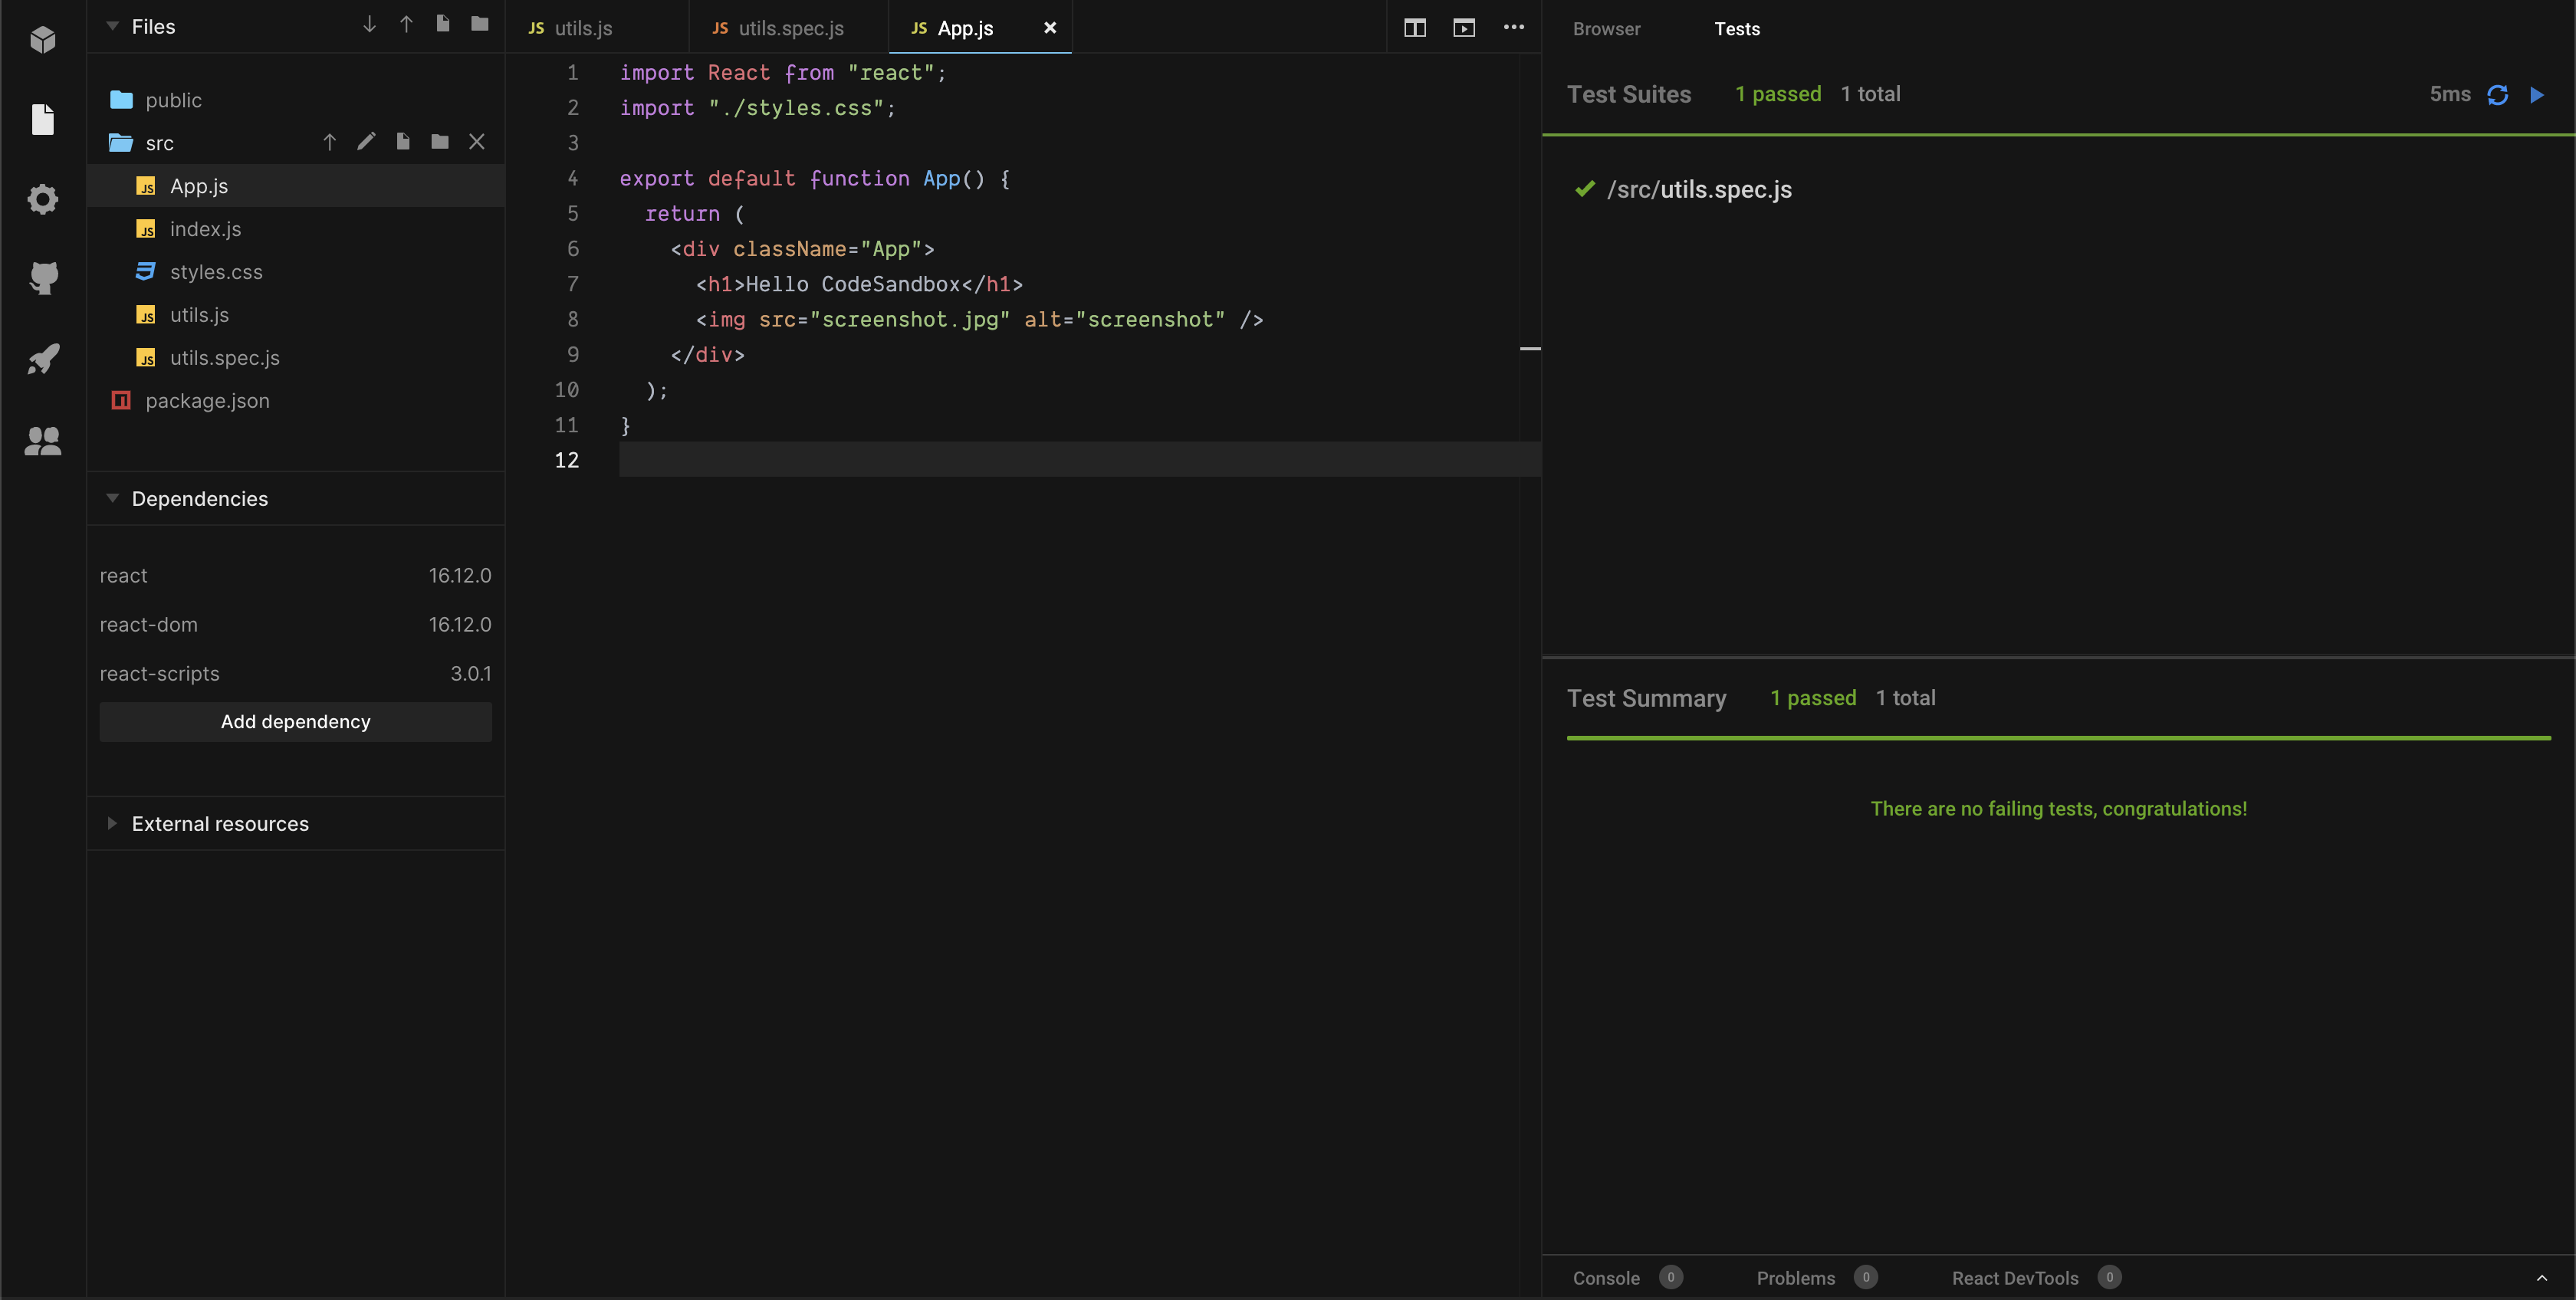 Files
public
src
App.js
index.js
styles.css
utils.js
utils.spec.js
package.json
Dependencies
react 16.12.0
react-dom 16.12.0
react-scripts 3.0.1
Add dependency
External resources
JS utils.js JS utils.spec.js JS App.js
1 import React from "react";
2 import "./styles.css";
3
4 export default function App() {
5 return (
6 <div className="App">
7 <h1>Hello CodeSandbox</h1>
8 <img src="screenshot.jpg" alt="screenshot" />
9 </div>
10 );
11 }
12
Browser Tests
Test Suites 1 passed 1 total 5ms
/src/utils.spec.js
Test Summary 1 passed 1 total
There are no failing tests, congratulations!
Console 0 Problems 0 React DevTools 0